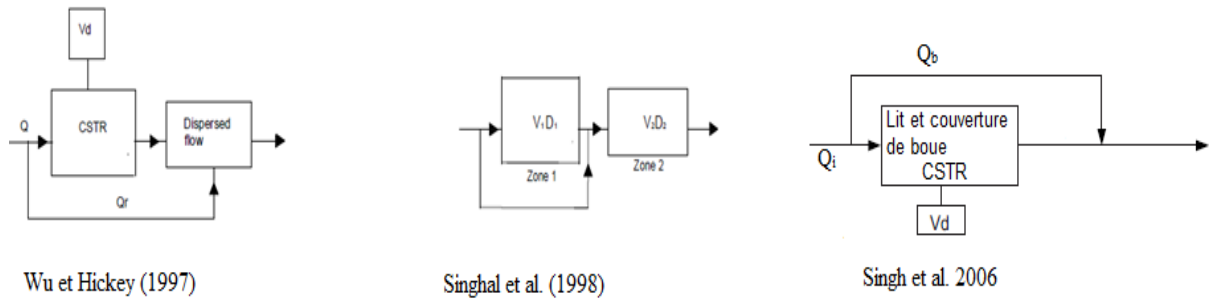 Vd
Q
CSTR
Dispersed
flow
Qr
Wu et Hickey (1997)
V₁D₁
V₂D₂
Zone 1
Zone 2
Singhal et al. (1998)
Qb
Qi
Lit et couverture
de boue
CSTR
Vd
Singh et al. 2006